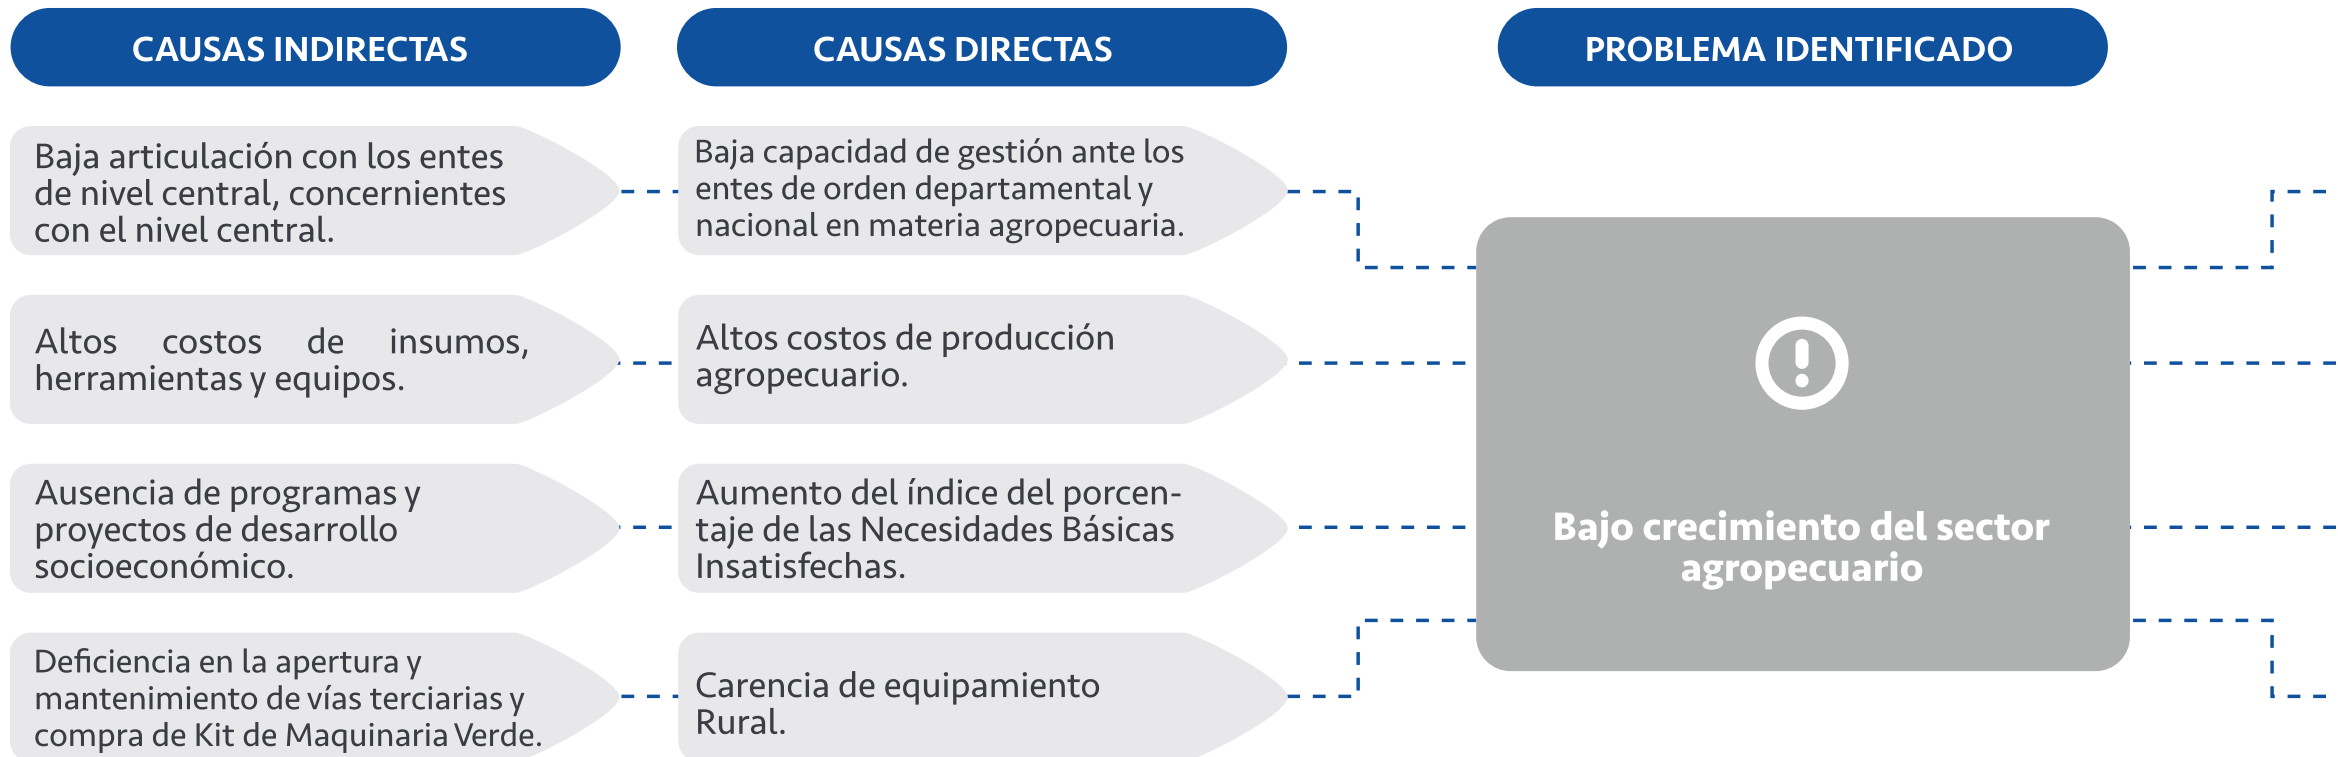 CAUSAS INDIRECTAS
CAUSAS DIRECTAS
PROBLEMA IDENTIFICADO
Baja articulación con los entes
de nivel central, concernientes
con el nivel central.
Baja capacidad de gestión ante los
entes de orden departamental y
nacional en materia agropecuaria.
Altos costos de insumos,
herramientas y equipos.
Altos costos de producción
agropecuario.
Ausencia de programas y
proyectos de desarrollo
socioeconómico.
Aumento del índice del porcen-
taje de las Necesidades Básicas
Insatisfechas.
Deficiencia en la apertura y
mantenimiento de vías terciarias y
compra de Kit de Maquinaria Verde.
Carencia de equipamiento
Rural.
Bajo crecimiento del sector
agropecuario